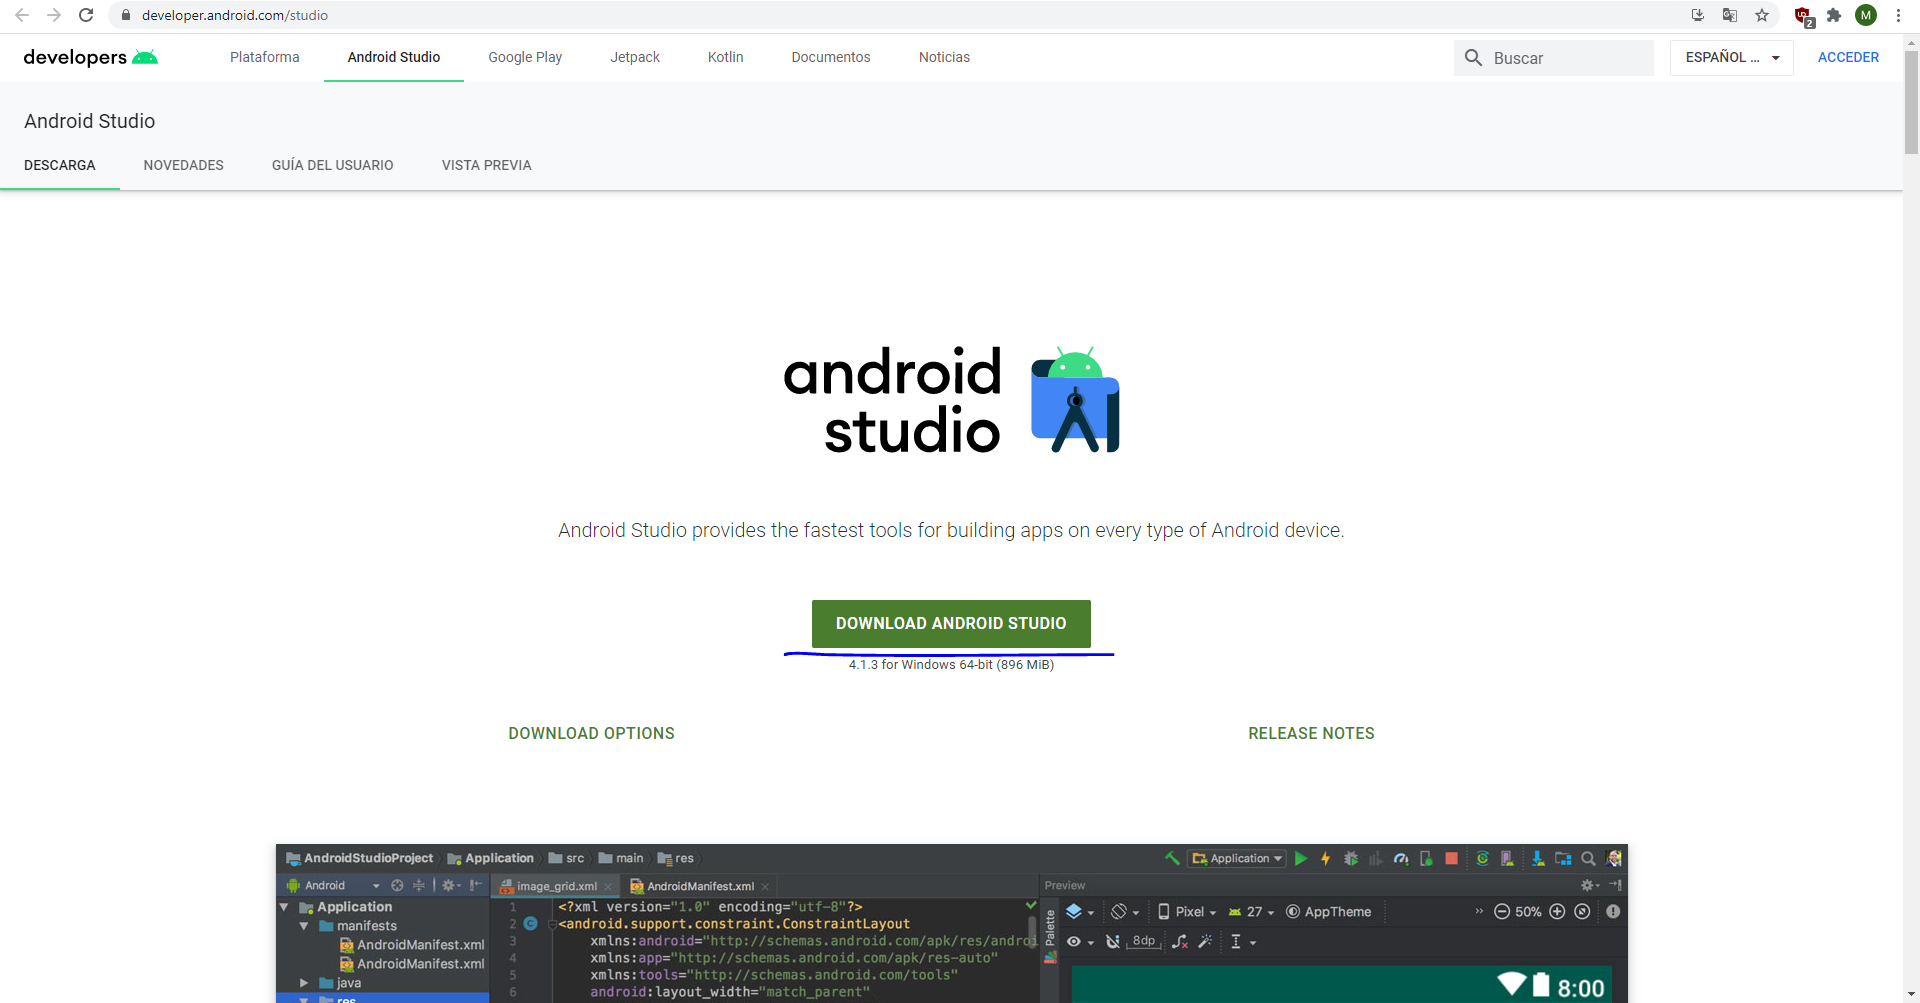 developer.android.com/studio
2
M
developers
Plataforma
Android Studio
Google Play
Jetpack
Kotlin
Documentos
Noticias
Buscar
ESPAÑOL ...
ACCEDER
Android Studio
DESCARGA
NOVEDADES
GUÍA DEL USUARIO
VISTA PREVIA
android
studio
Android Studio provides the fastest tools for building apps on every type of Android device.
DOWNLOAD ANDROID STUDIO
4.1.3 for Windows 64-bit (896 MiB)
DOWNLOAD OPTIONS
RELEASE NOTES
AndroidStudioProject
Application
src
main
res
Application
Android
image_grid.xml
AndroidManifest.xml
Preview
Application
manifests
AndroidManifest.xml
AndroidManifest.xml
java
res
1 <?xml version="1.0" encoding="utf-8"?>
2 <android.support.constraint.ConstraintLayout
3 xmlns:android="http://schemas.android.com/apk/res/androi
4 xmlns:app="http://schemas.android.com/apk/res-auto"
5 xmlns:tools="http://schemas.android.com/tools"
6 android:layout_width="match_parent"
Palette
Pixel
27
AppTheme
50%
8dp
8:00